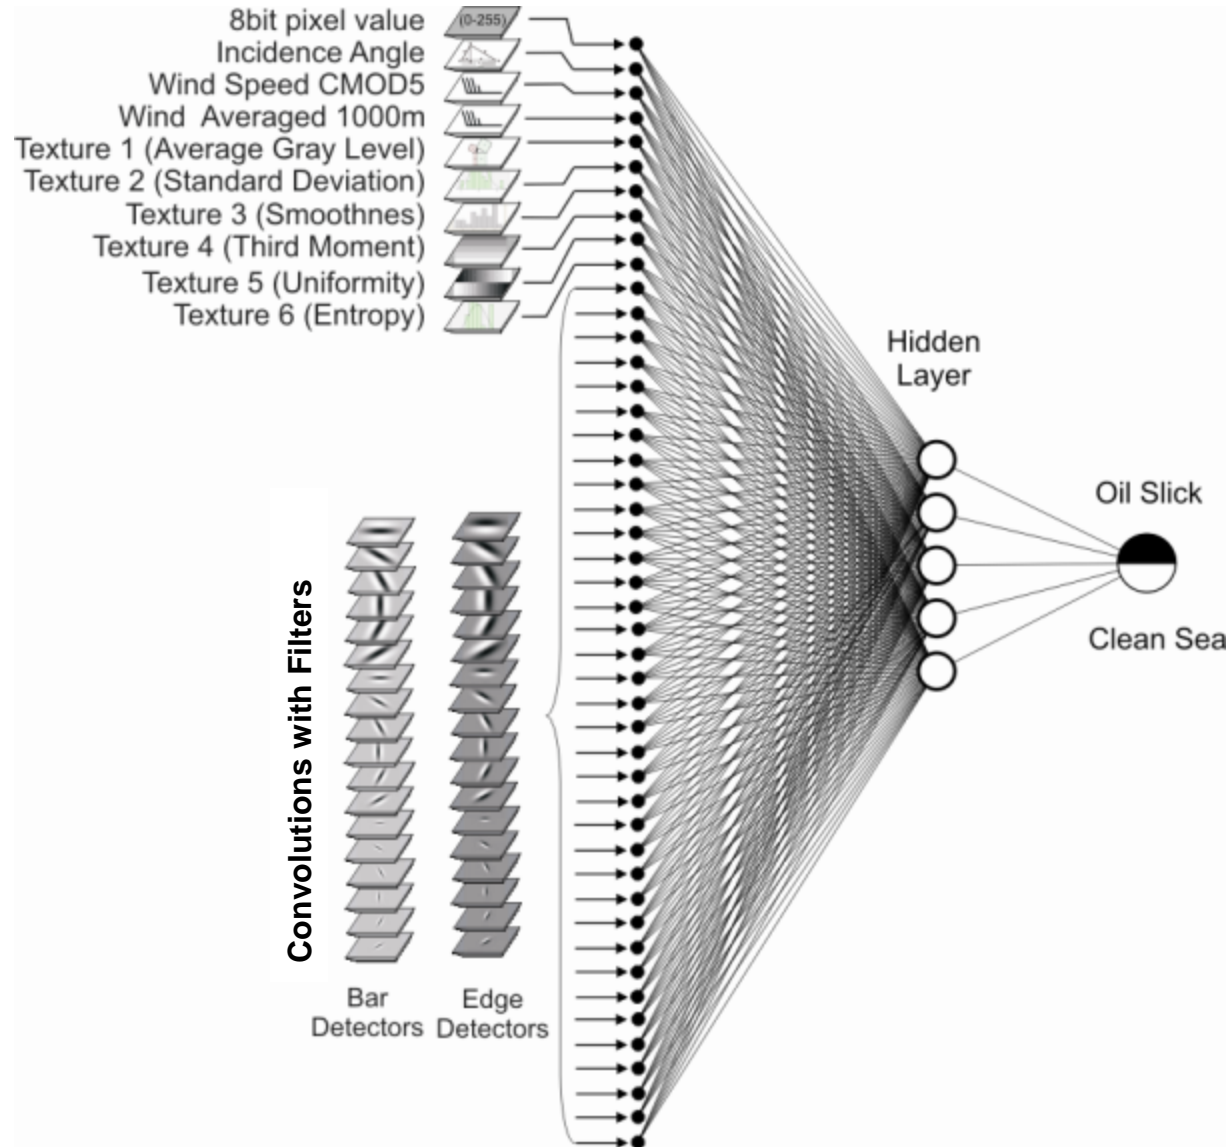 8bit pixel value
(0-255)
Incidence Angle
Wind Speed CMOD5
Wind Averaged 1000m
Texture 1 (Average Gray Level)
Texture 2 (Standard Deviation)
Texture 3 (Smoothnes)
Texture 4 (Third Moment)
Texture 5 (Uniformity)
Texture 6 (Entropy)
Hidden
Layer
Oil Slick
Clean Sea
Convolutions with Filters
Bar
Detectors
Edge
Detectors